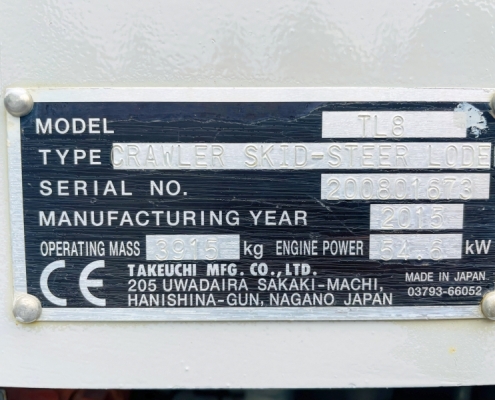 MODEL TL8
TYPE CRAWLER SKID-STEER LODE
SERIAL NO. 200801673
MANUFACTURING YEAR 2015
OPERATING MASS 3915 kg ENGINE POWER kW
CE TAKEUCHI MFG. CO., LTD.
205 UWADAIRA SAKAKI-MACHI,
HANISHINA-GUN, NAGANO JAPAN
MADE IN JAPAN
03793-66052